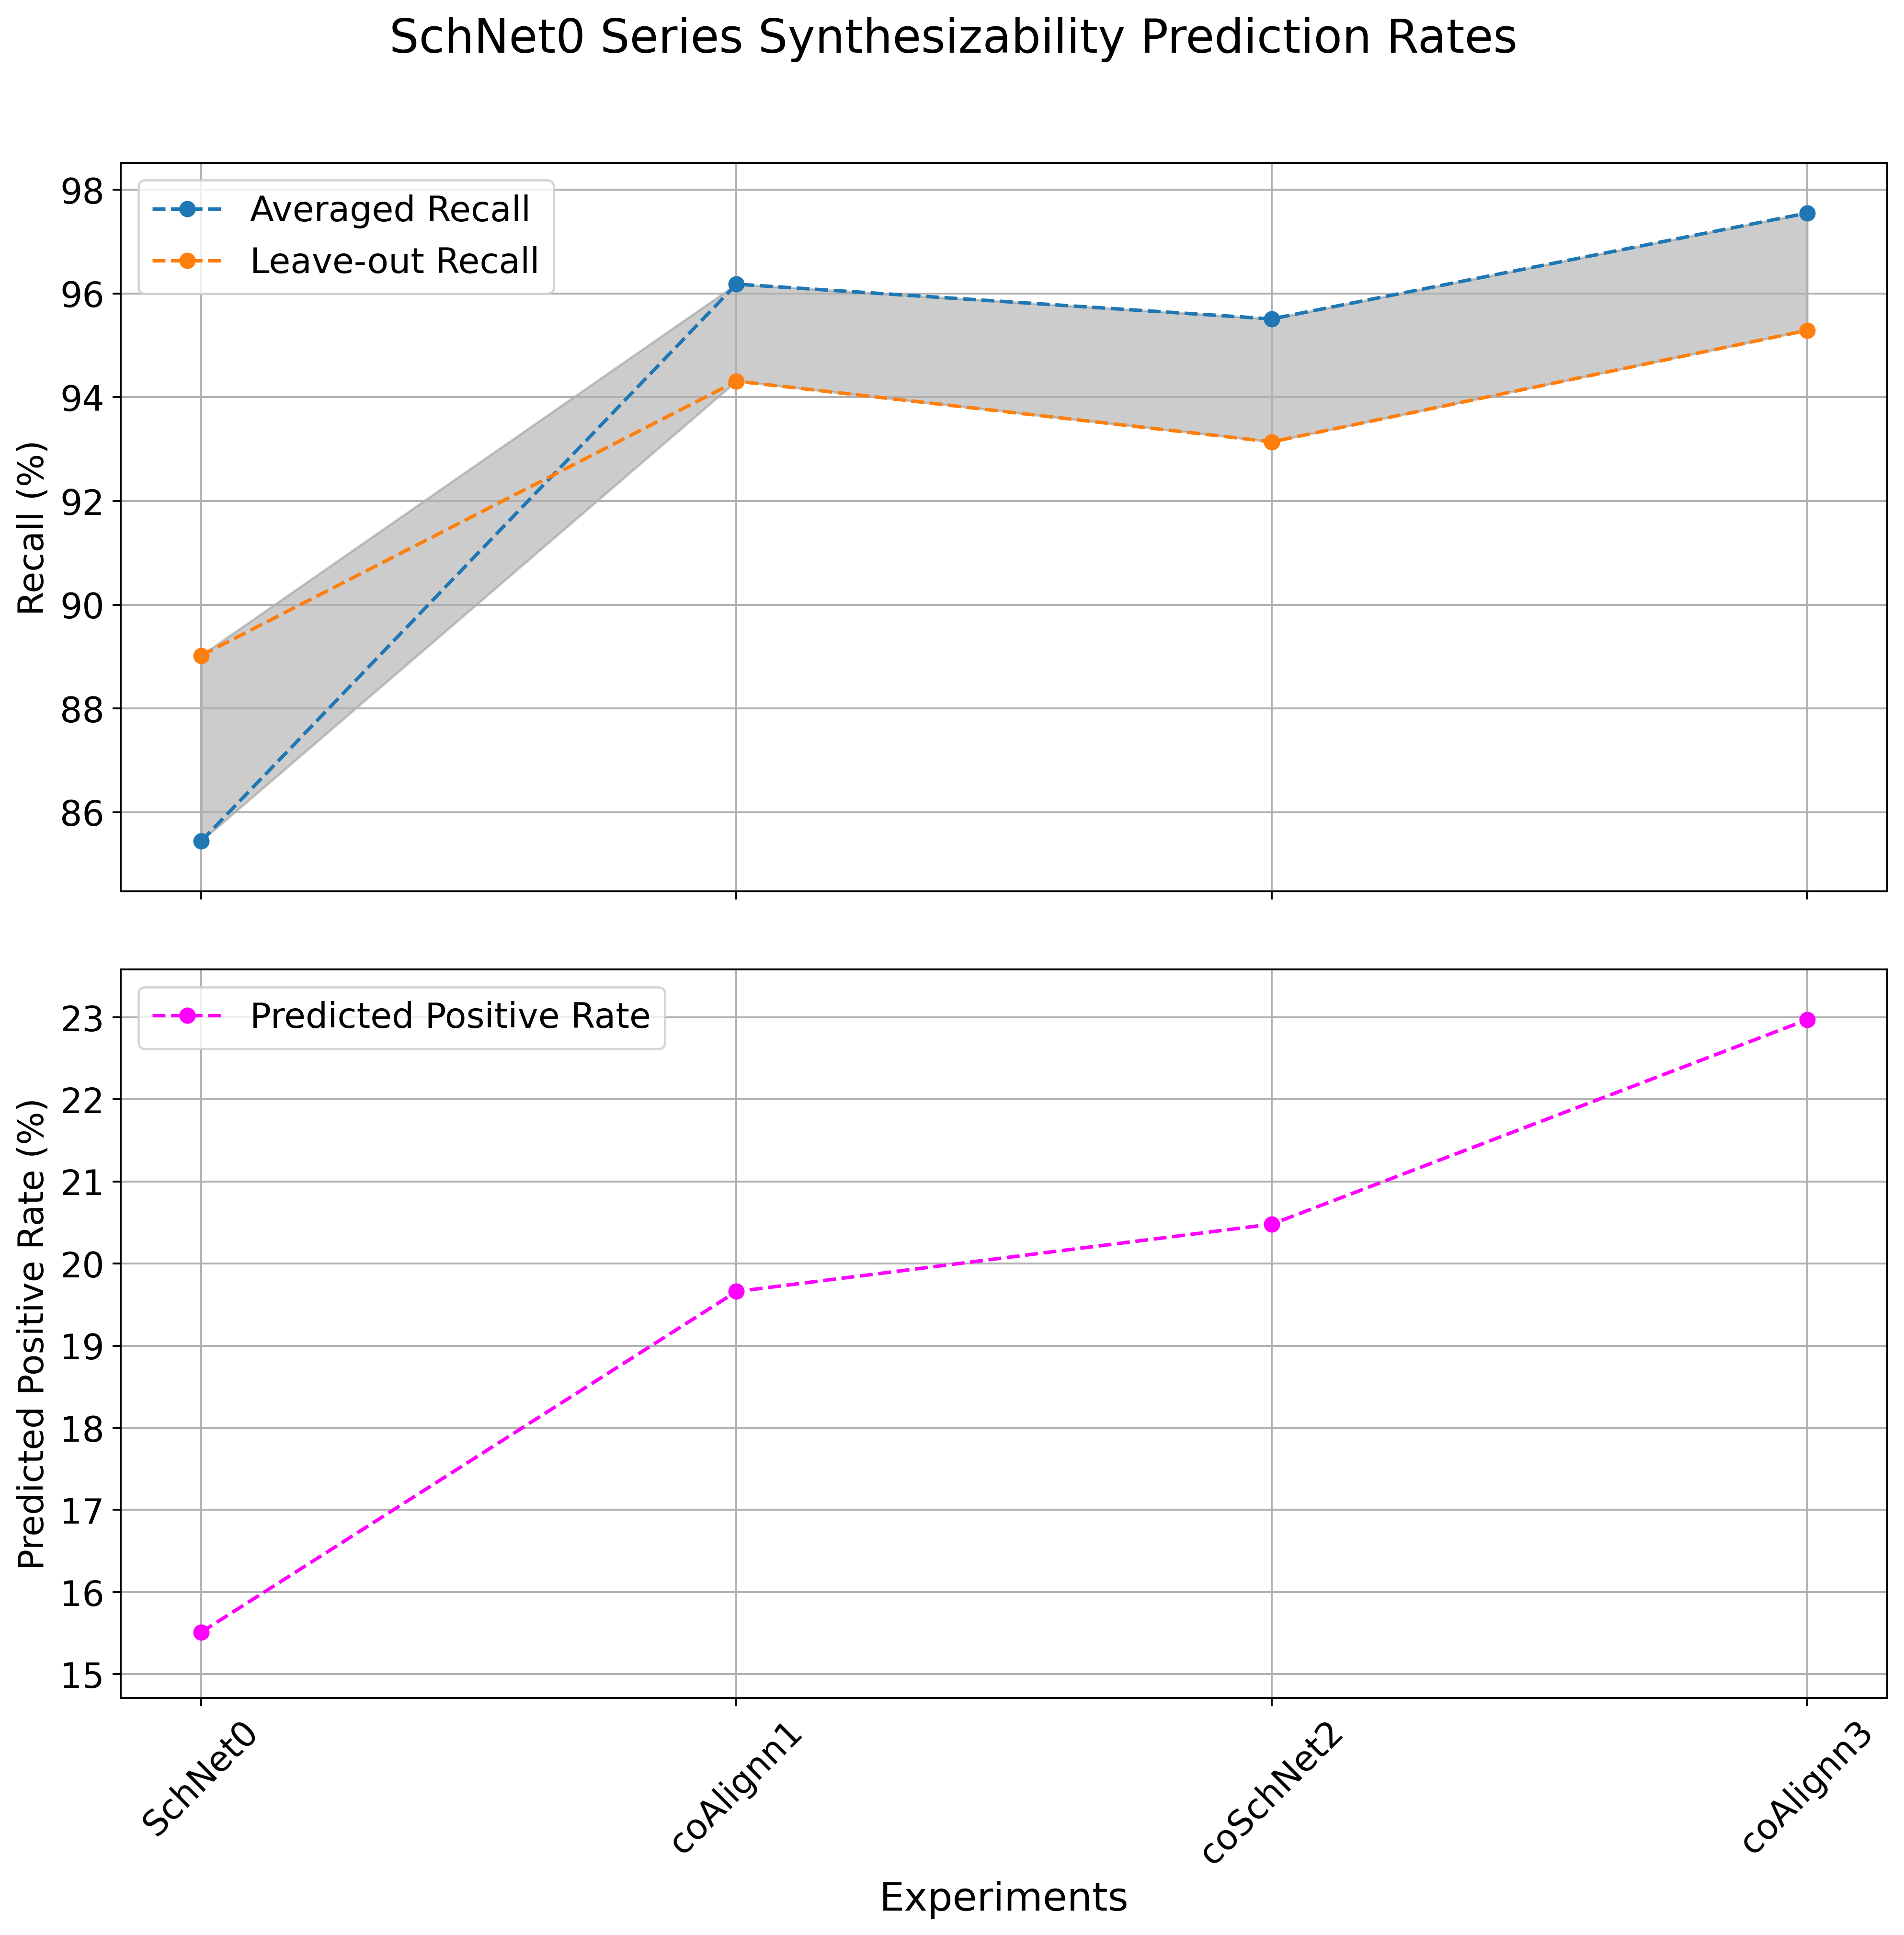 SchNet0 Series Synthesizability Prediction Rates
98
96
94
92
90
88
86
Recall (%)
Averaged Recall
Leave-out Recall
23
22
21
20
19
18
17
16
15
Predicted Positive Rate (%)
Predicted Positive Rate
SchNet0
coAlignn1
coSchNet2
coAlignn3
Experiments